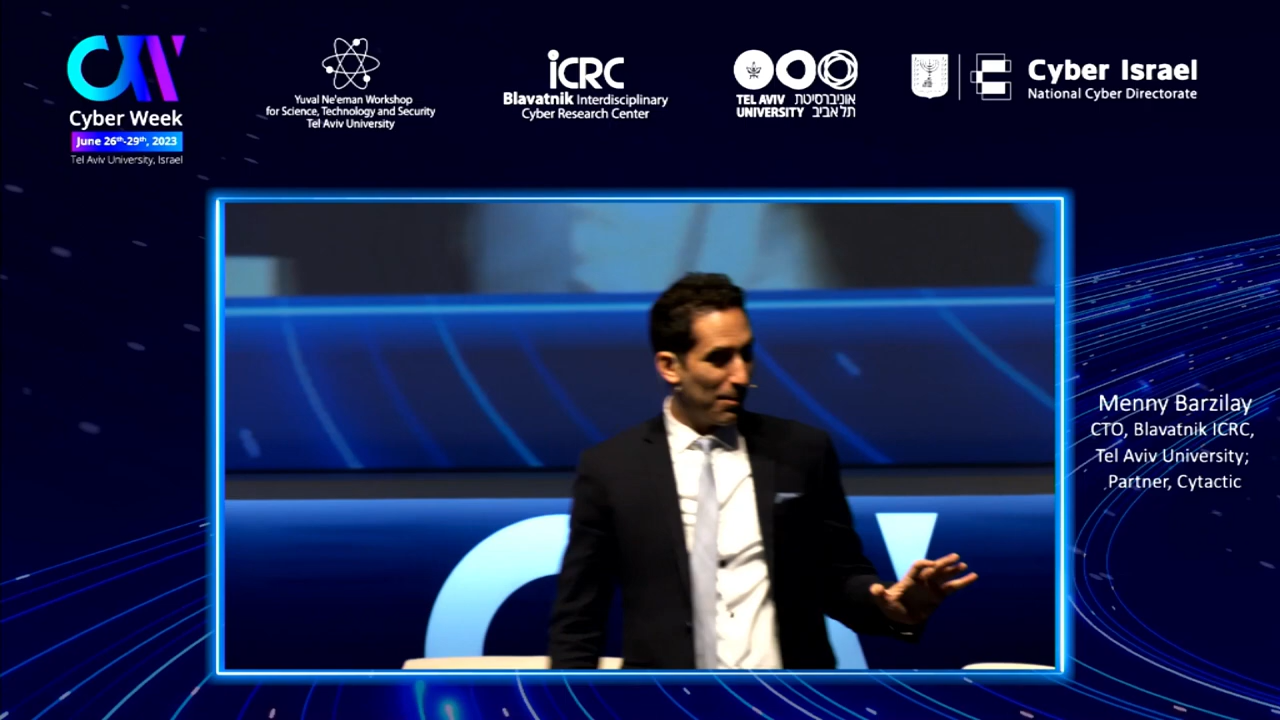 CW
Cyber Week
June 26th-29th, 2023
Tel Aviv University, Israel
Yuval Ne'eman Workshop
for Science, Technology and Security
Tel Aviv University
iCRC
Blavatnik Interdisciplinary
Cyber Research Center
TEL AVIV אוניברסיטת
UNIVERSITY תל אביב
Cyber Israel
National Cyber Directorate
Menny Barzilay
CTO, Blavatnik ICRC,
Tel Aviv University;
Partner, Cytactic